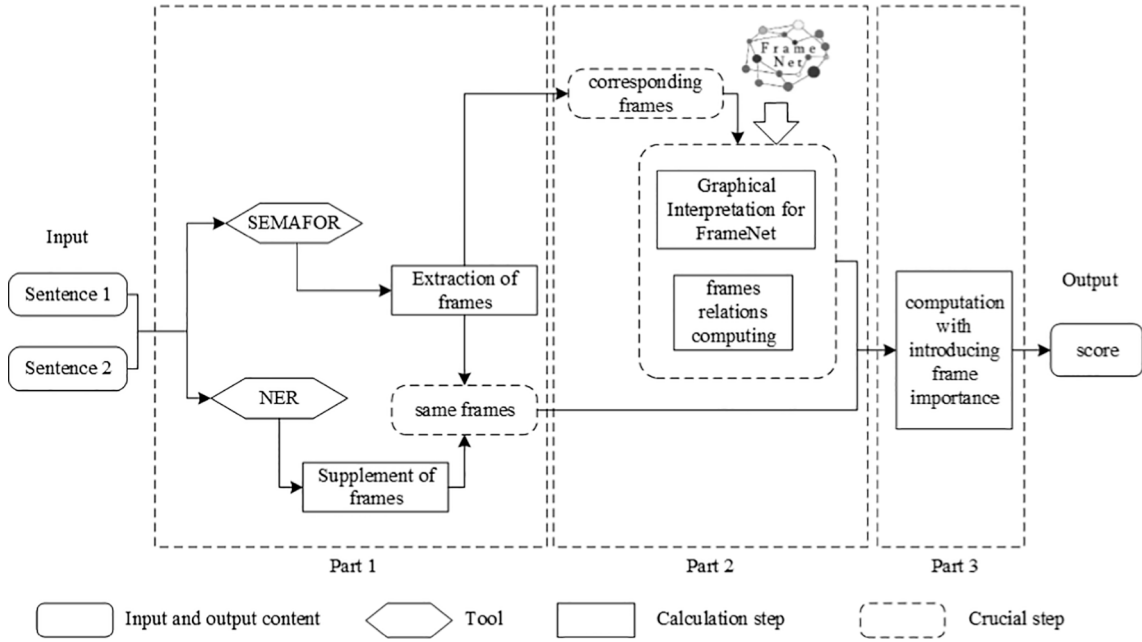 Input
Sentence 1
Sentence 2
SEMAFOR
NER
Extraction of
frames
same frames
Supplement of
frames
Part 1
corresponding
frames
Frame
Net
Graphical
Interpretation for
FrameNet
frames
relations
computing
Part 2
computation
with
introducing
frame
importance
Part 3
Output
score
Input and output content
Tool
Calculation step
Crucial step